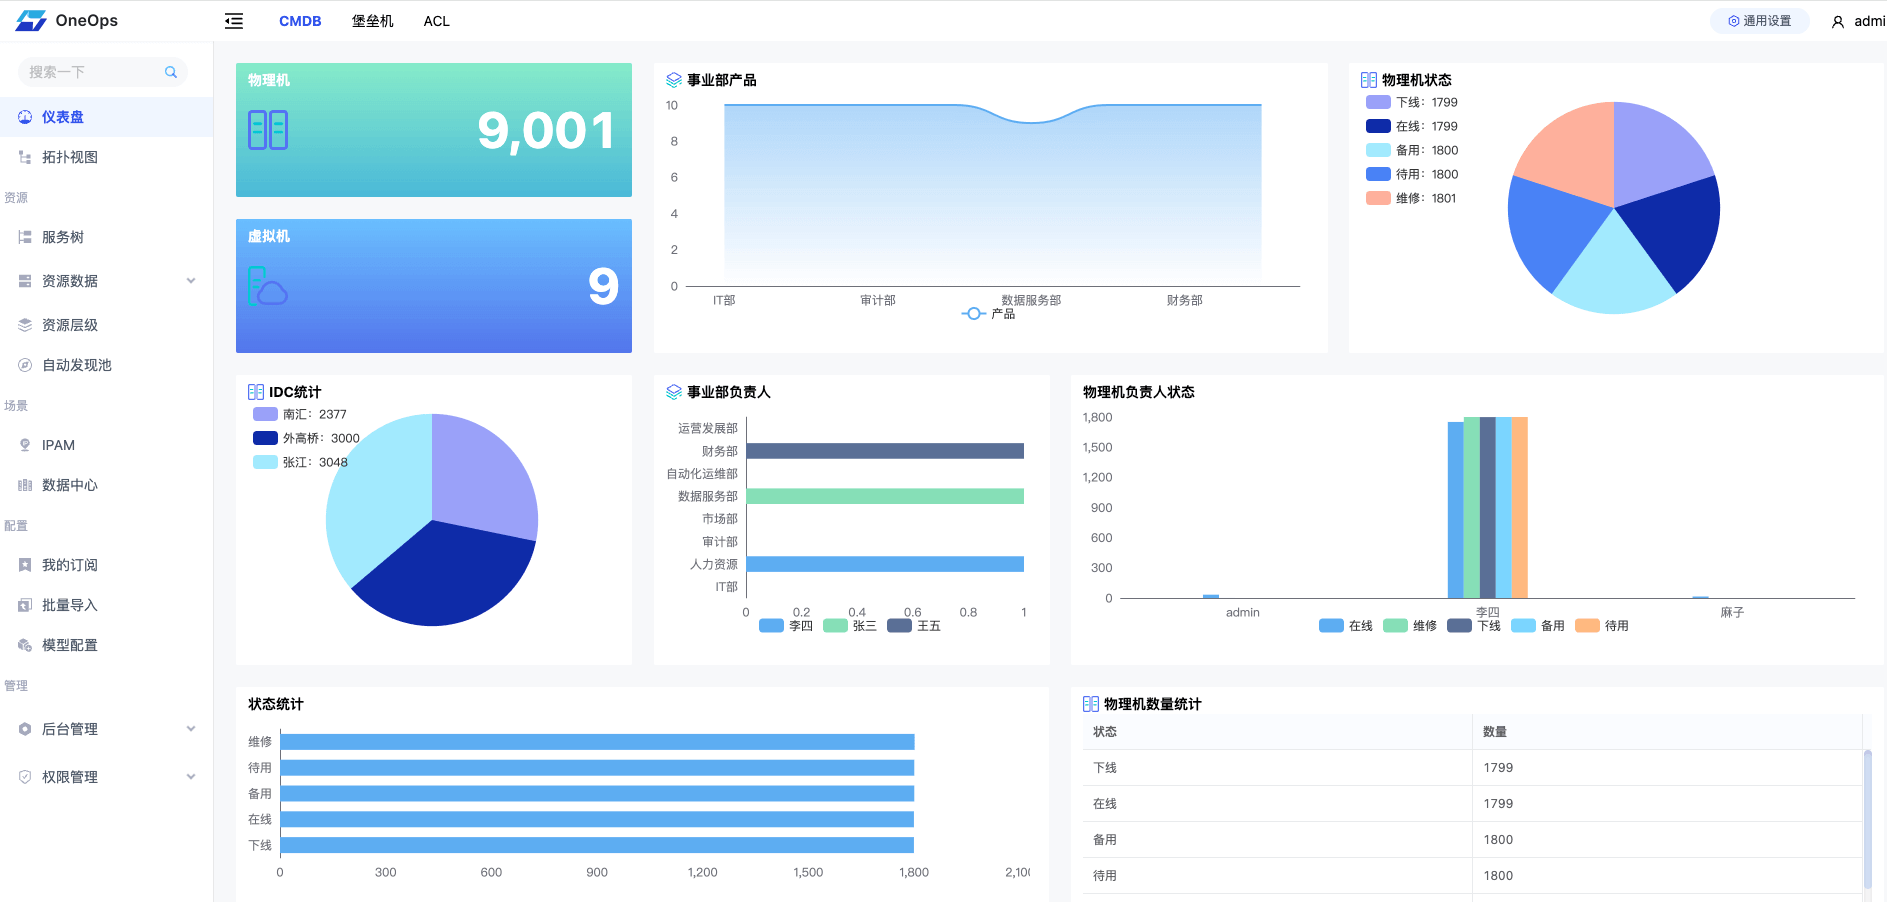 OneOps
CMDB
堡垒机
ACL
通用设置
admi
搜索一下
仪表盘
拓扑视图
资源
服务树
资源数据
资源层级
自动发现池
场景
IPAM
数据中心
配置
我的订阅
批量导入
模型配置
管理
后台管理
权限管理
物理机
9,001
虚拟机
9
事业部产品
10
8
6
4
2
0
IT部
审计部
数据服务部
财务部
产品
物理机状态
下线：1799
在线：1799
备用：1800
待用：1800
维修：1801
IDC统计
南汇：2377
外高桥：3000
张江：3048
事业部负责人
运营发展部
财务部
自动化运维部
数据服务部
市场部
审计部
人力资源
IT部
0 0.2 0.4 0.6 0.8 1
李四 张三 王五
物理机负责人状态
1,800
1,500
1,200
900
600
300
0
admin 李四 麻子
在线 维修 下线 备用 待用
状态统计
维修
待用
备用
在线
下线
0 300 600 900 1,200 1,500 1,800 2,100
物理机数量统计
状态 数量
下线 1799
在线 1799
备用 1800
待用 1800